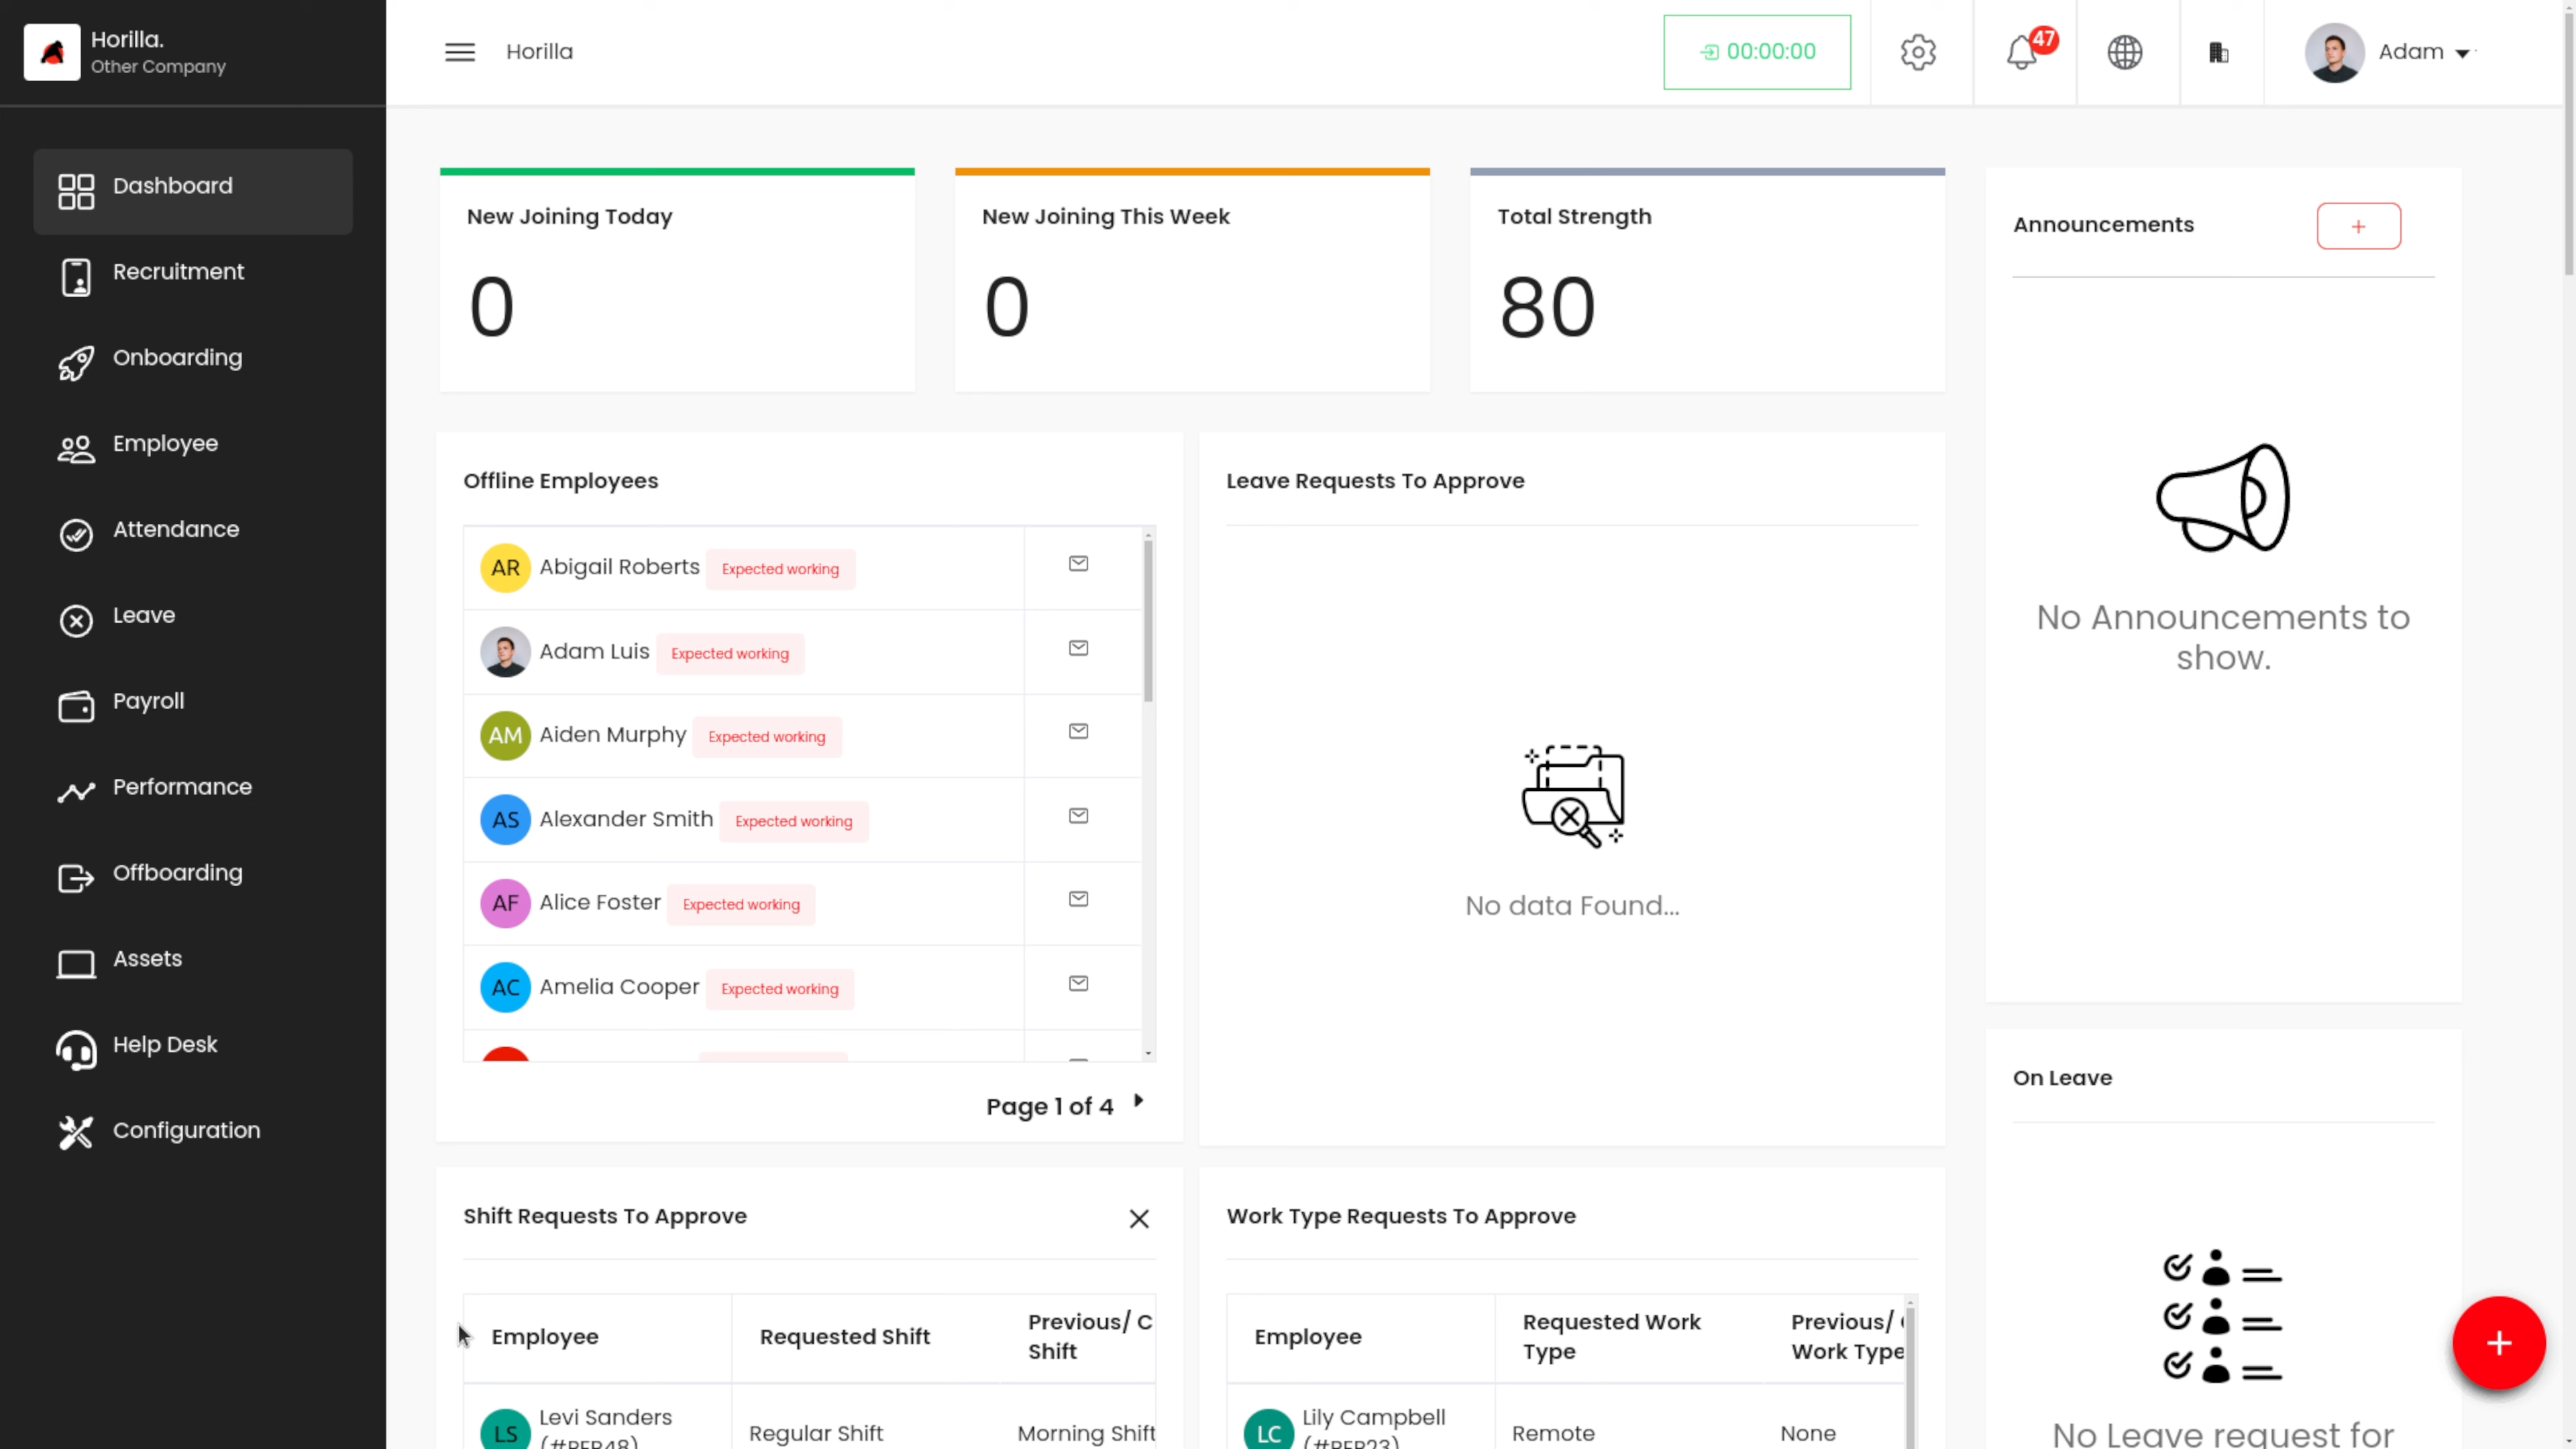 Horilla.
Other Company
Dashboard
Recruitment
Onboarding
Employee
Attendance
Leave
Payroll
Performance
Offboarding
Assets
Help Desk
Configuration
Horilla
00:00:00
47
Adam
New Joining Today
0
New Joining This Week
0
Total Strength
80
Announcements
+
No Announcements to
show.
Offline Employees
AR Abigail Roberts Expected working
Adam Luis Expected working
AM Aiden Murphy Expected working
AS Alexander Smith Expected working
AF Alice Foster Expected working
AC Amelia Cooper Expected working
Page 1 of 4
Leave Requests To Approve
No data Found...
On Leave
No Leave request for
Shift Requests To Approve
Employee
Requested Shift
Previous/ C
Shift
LS
Levi Sanders
(#PEP48)
Regular Shift
Morning Shift
Work Type Requests To Approve
Employee
Requested Work
Type
Previous/
Work Type
LC
Lily Campbell
(#PEP23)
Remote
None
+